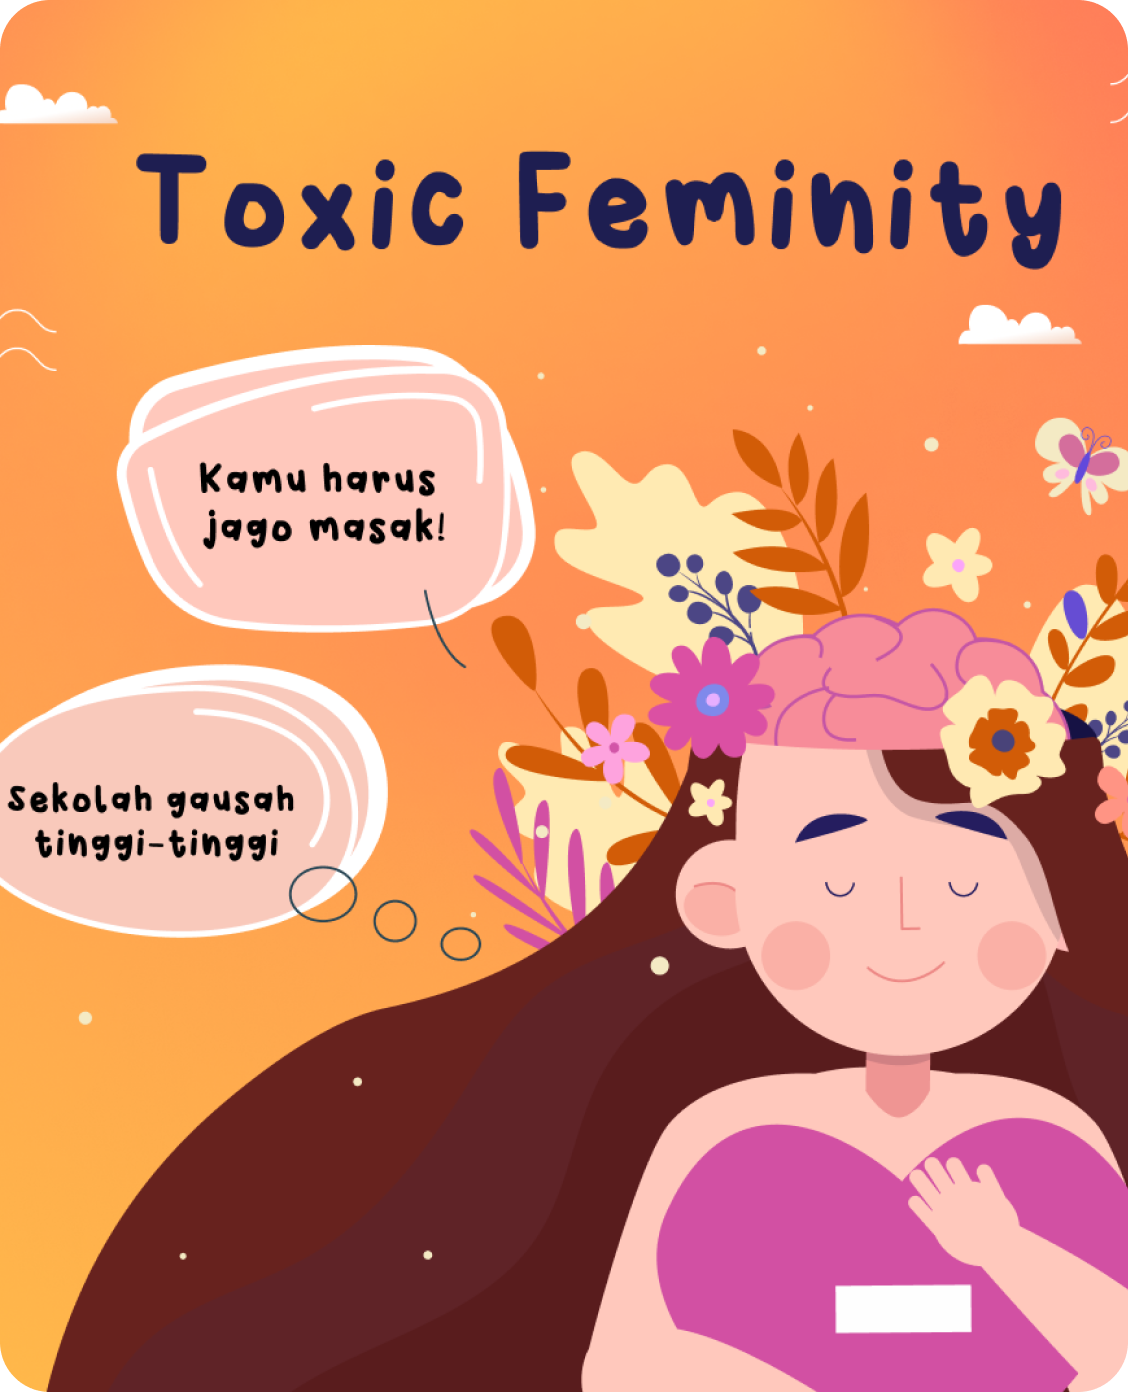 Toxic Feminity
Kamu harus
jago masak!
Sekolah gausah
tinggi-tinggi